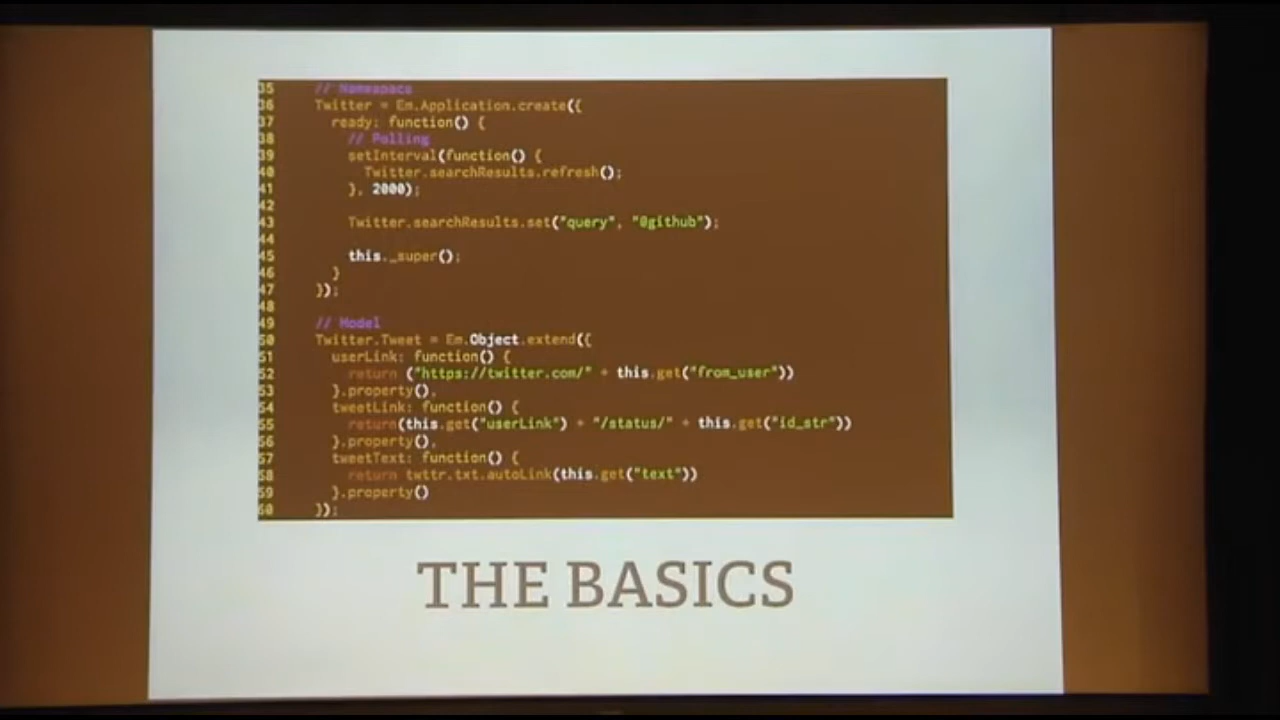 35 // Namespace
36 Twitter = Em.Application.create({
37 ready: function() {
38 // Polling
39 setInterval(function() {
40 Twitter.searchResults.refresh();
41 }, 2000);
42
43 Twitter.searchResults.set("query", "@github");
44
45 this._super();
46 }
47 });
48
49 // Model
50 Twitter.Tweet = Em.Object.extend({
51 userLink: function() {
52 return ("https://twitter.com/" + this.get("from_user"))
53 }.property(),
54 tweetLink: function() {
55 return(this.get("userLink") + "/status/" + this.get("id_str"))
56 }.property(),
57 tweetText: function() {
58 return twttr.txt.autoLink(this.get("text"))
59 }.property()
60 });
THE BASICS